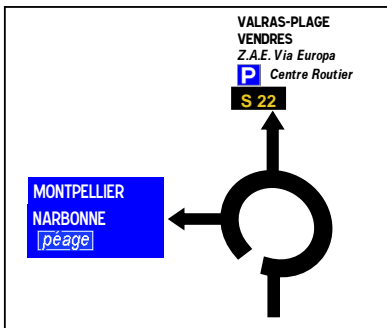 VALRAS-PLAGE
VENDRES
Z.A.E. Via Europa
P Centre Routier
S 22
MONTPELLIER
NARBONNE
péage